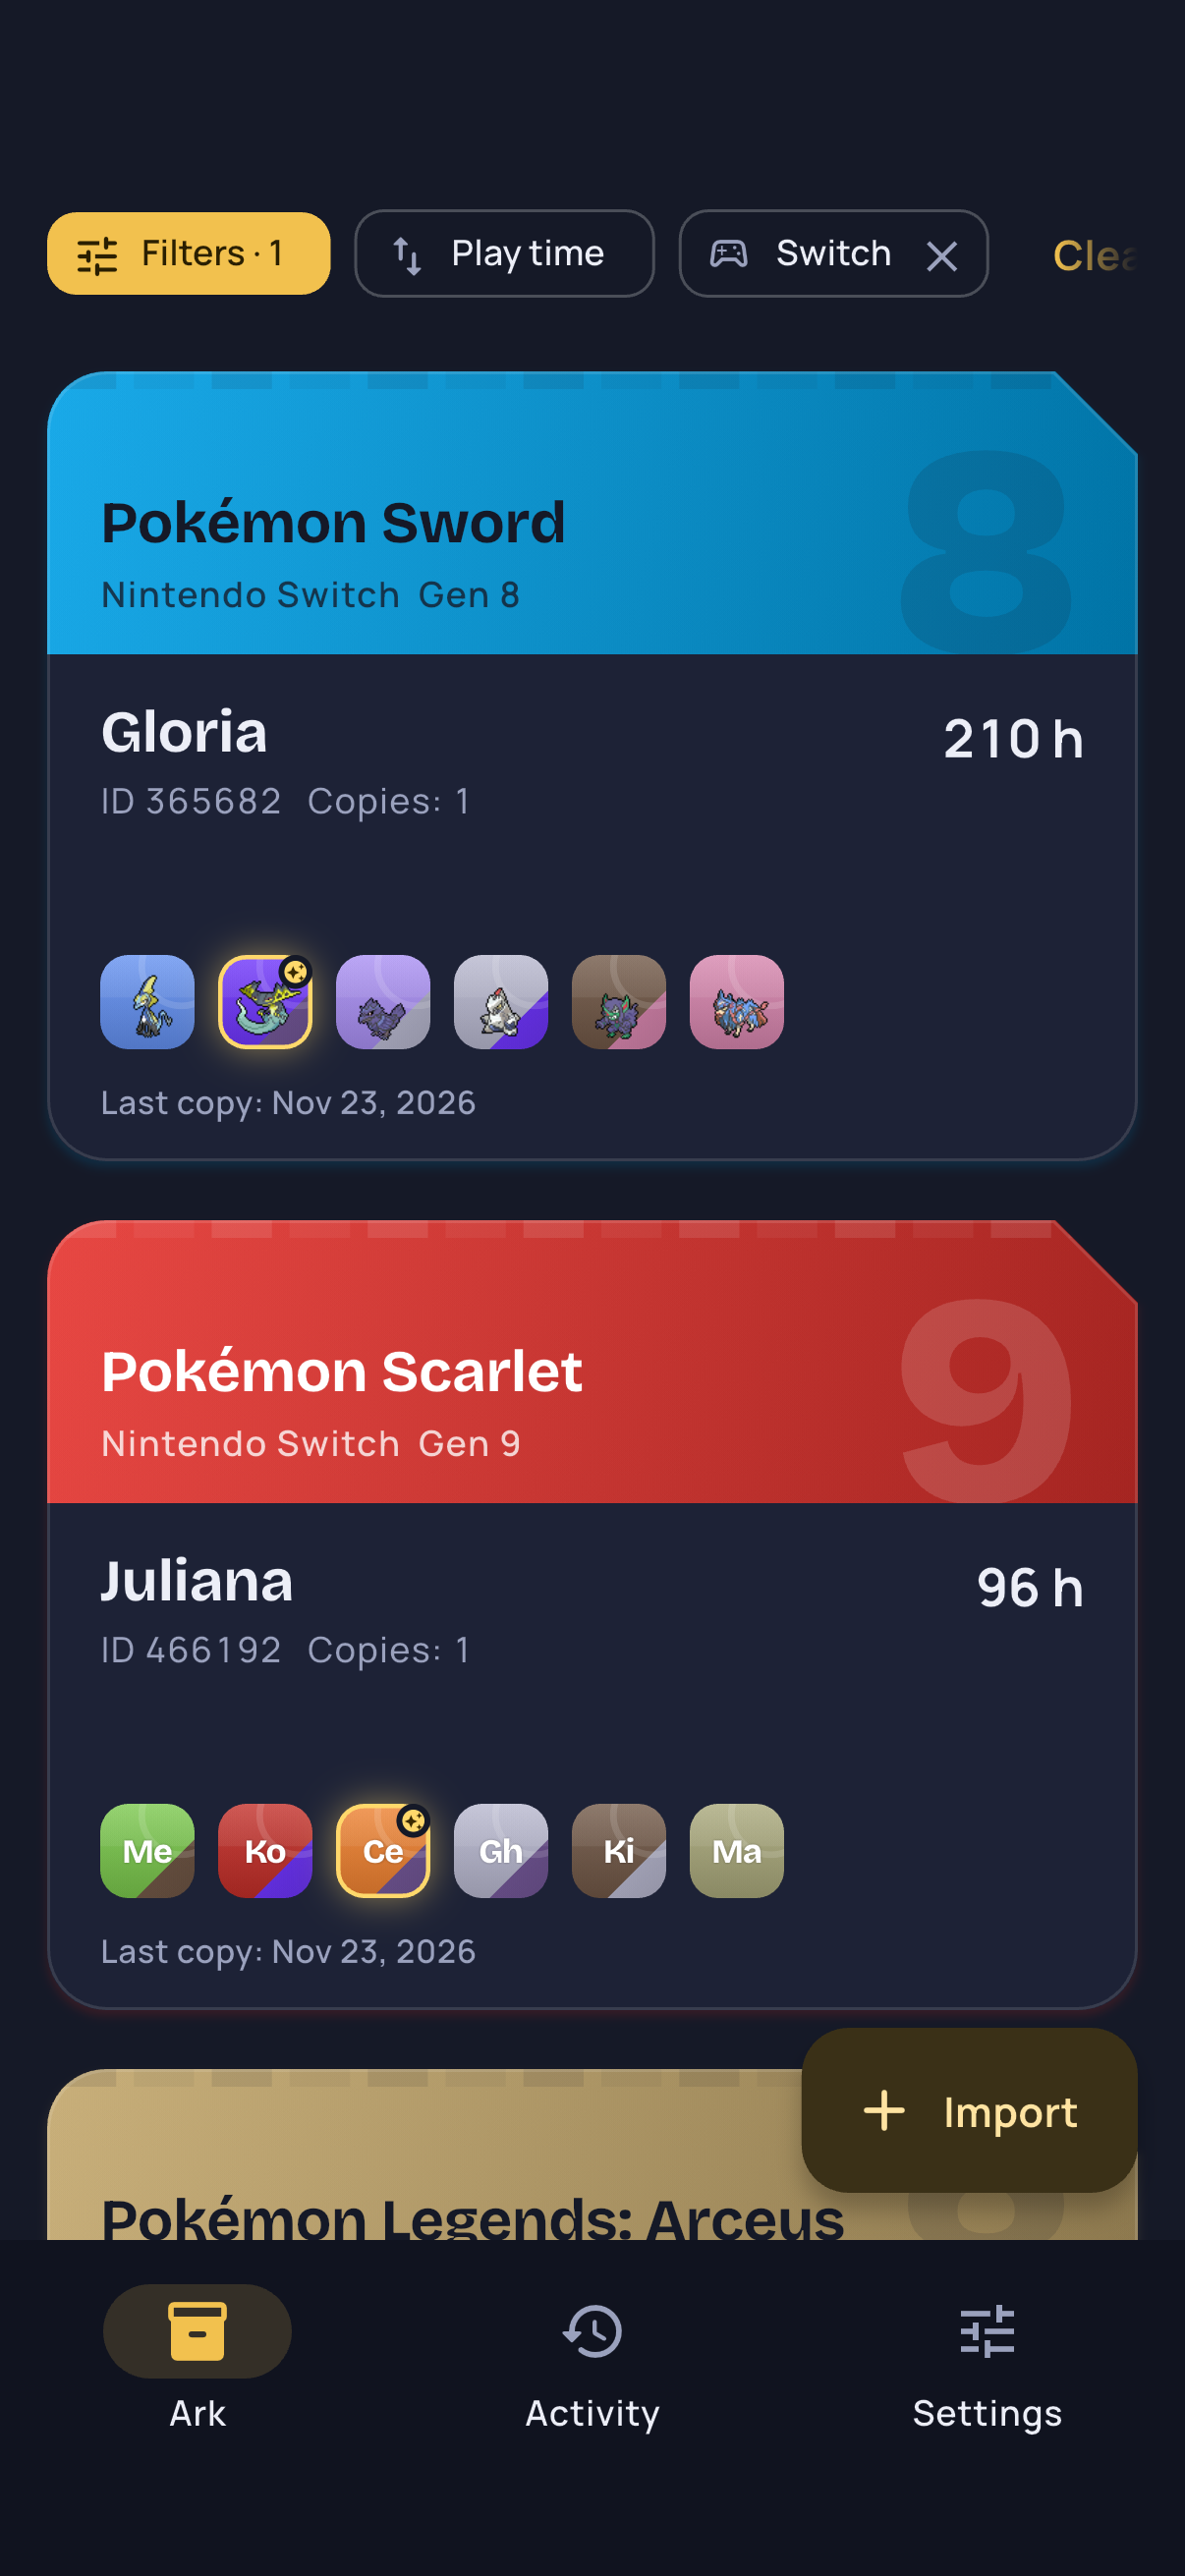 Filters · 1
Play time
Switch
Clea
Pokémon Sword
Nintendo Switch Gen 8
8
Gloria
210 h
ID 365682 Copies: 1
Last copy: Nov 23, 2026
Pokémon Scarlet
Nintendo Switch Gen 9
9
Juliana
96 h
ID 466192 Copies: 1
Me
Ko
Ce
Gh
Ki
Ma
Last copy: Nov 23, 2026
Import
Pokémon Legends: Arceus
8
Ark
Activity
Settings